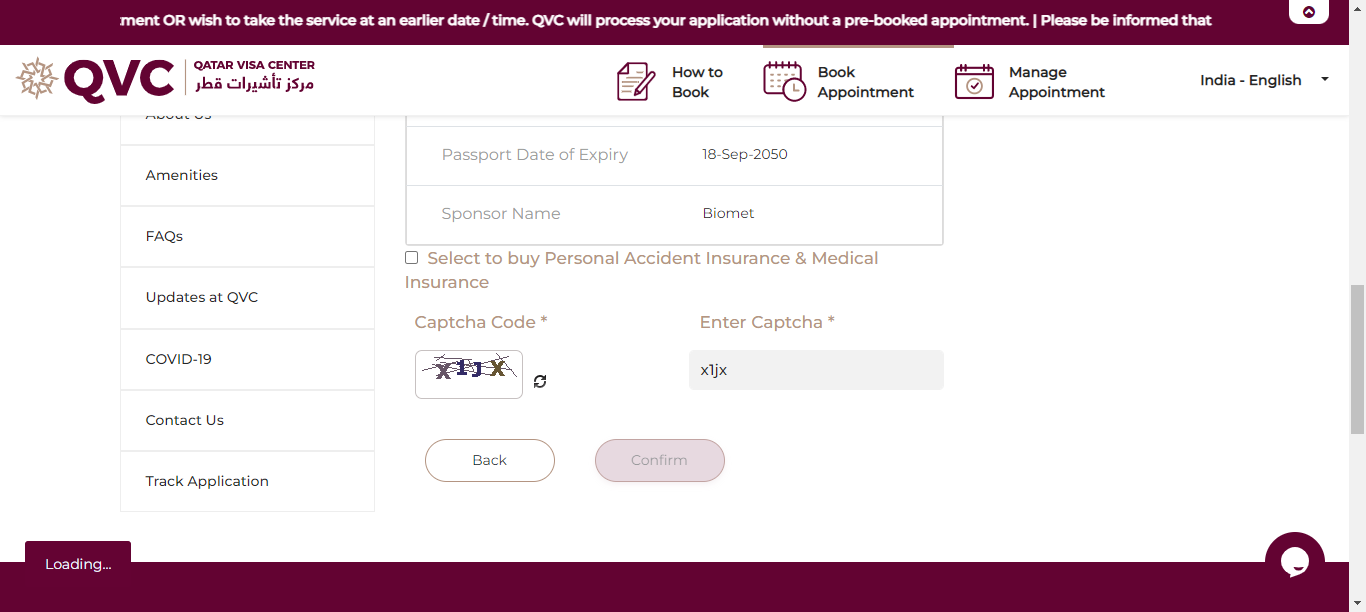 ment OR wish to take the service at an earlier date / time. QVC will process your application without a pre-booked appointment. | Please be informed that
QVC
QATAR VISA CENTER
مركز تأشيرات قطر
How to
Book
Book
Appointment
Manage
Appointment
India - English
About Us
Amenities
FAQs
Updates at QVC
COVID-19
Contact Us
Track Application
Passport Date of Expiry 18-Sep-2050
Sponsor Name Biomet
Select to buy Personal Accident Insurance & Medical
Insurance
Captcha Code * Enter Captcha *
x1jx x1jx
Back Confirm
Loading...